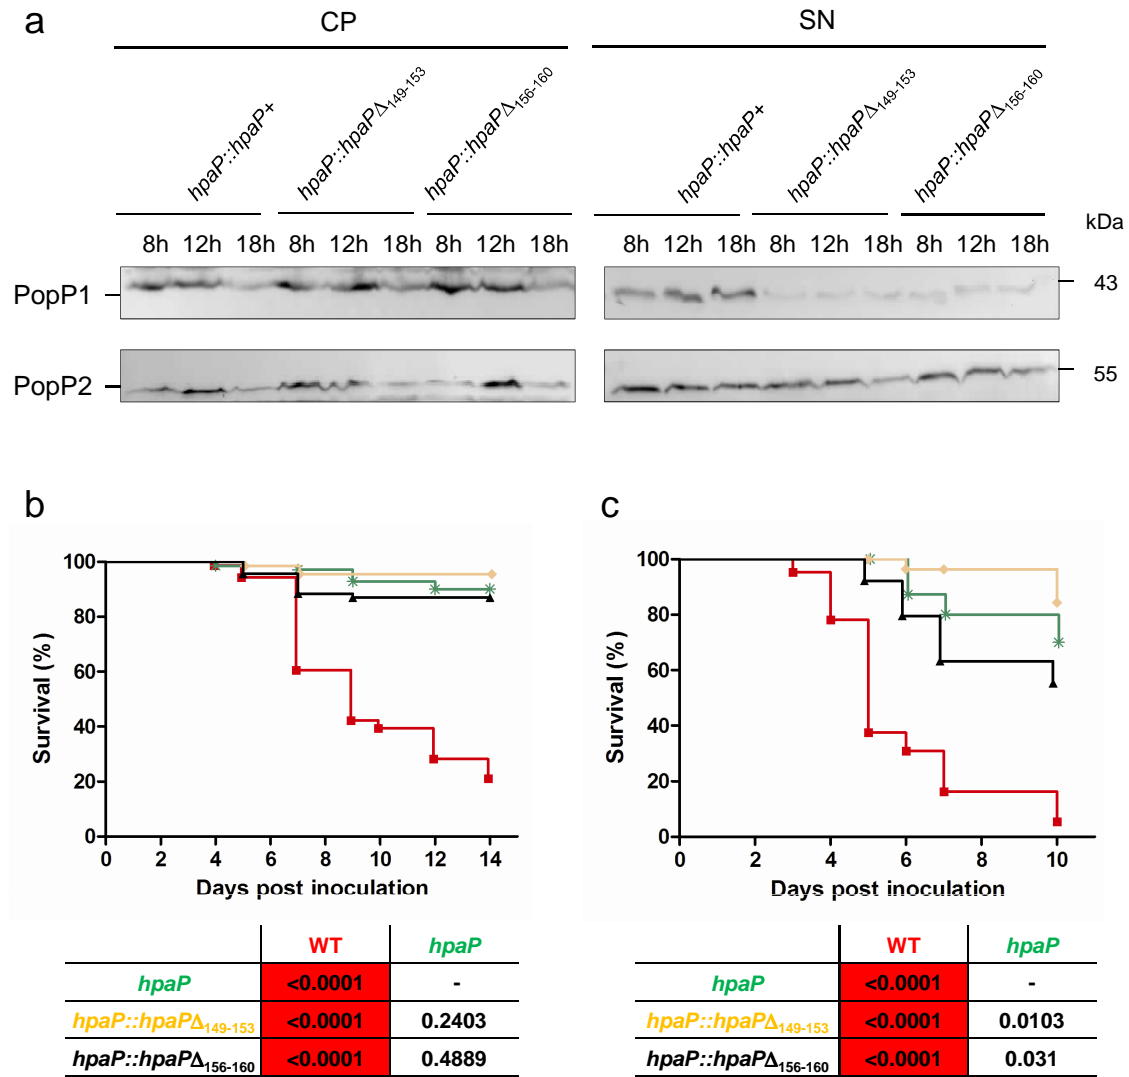 a
CP
SN
hpaP::hpaP+
hpaP::hpaPΔ149-153
hpaP::hpaPΔ156-160
hpaP::hpaP+
hpaP::hpaPΔ149-153
hpaP::hpaPΔ156-160
8h 12h 18h 8h 12h 18h 8h 12h 18h
8h 12h 18h 8h 12h 18h 8h 12h 18h
kDa
PopP1
43
PopP2
55
b
100
80
60
40
20
0
0 2 4 6 8 10 12 14
Survival (%)
Days post inoculation
WT hpaP
hpaP <0.0001 -
hpaP::hpaPΔ149-153 <0.0001 0.2403
hpaP::hpaPΔ156-160 <0.0001 0.4889
c
100
80
60
40
20
0
0 2 4 6 8 10
Survival (%)
Days post inoculation
WT hpaP
hpaP <0.0001 -
hpaP::hpaPΔ149-153 <0.0001 0.0103
hpaP::hpaPΔ156-160 <0.0001 0.031